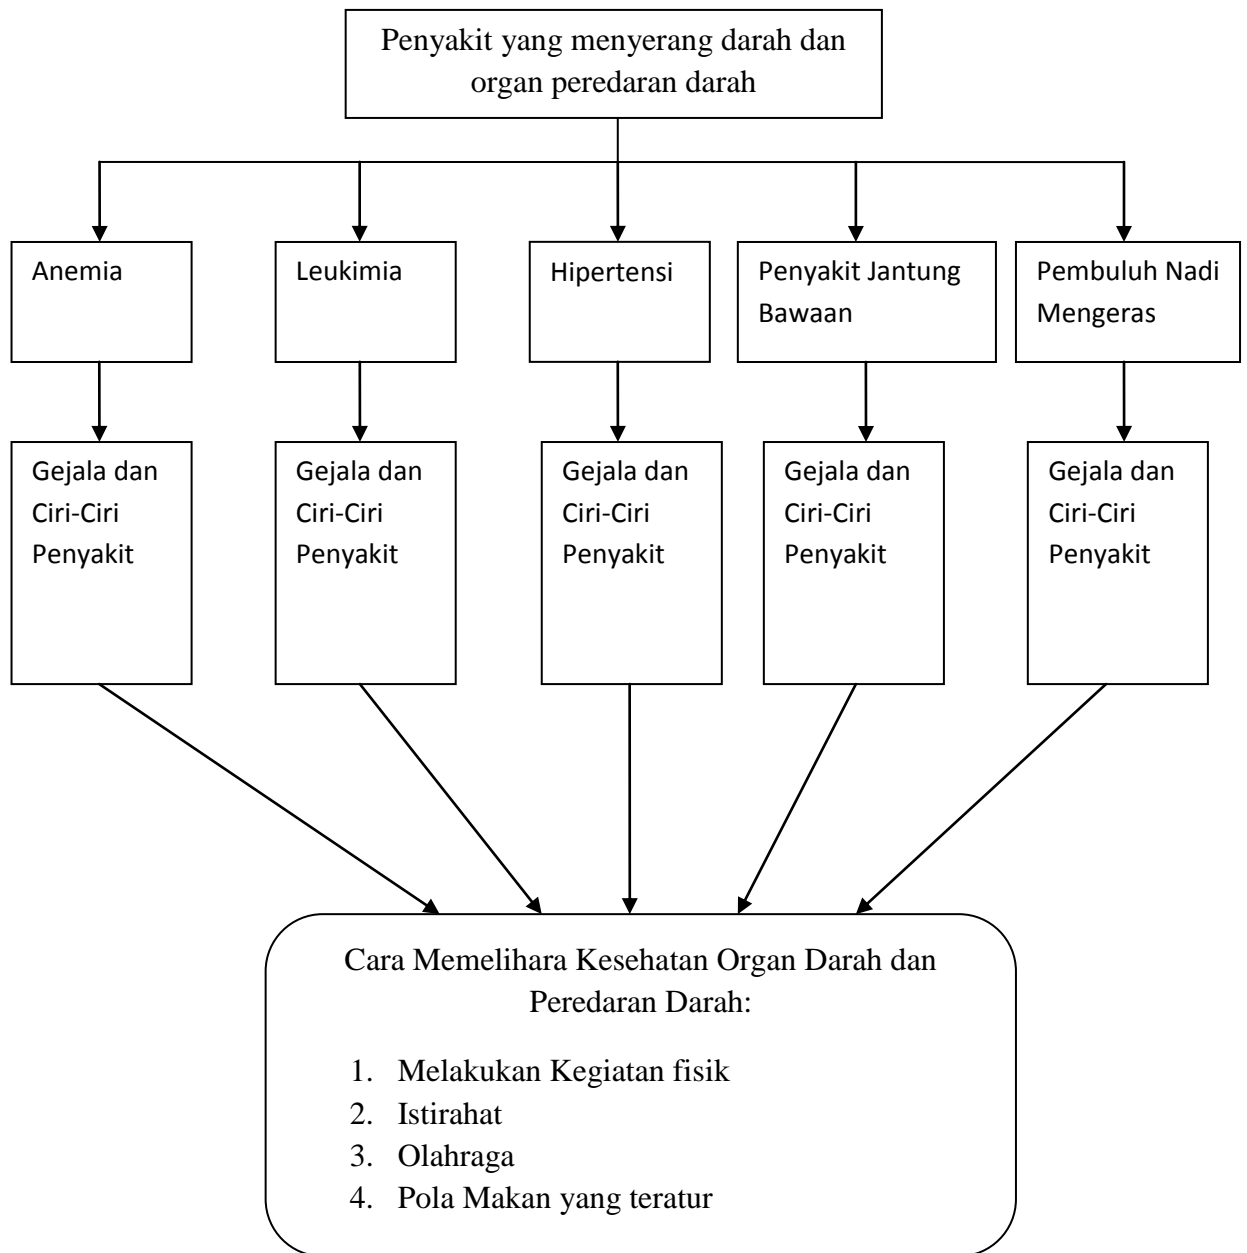 Penyakit yang menyerang darah dan
organ peredaran darah
Anemia
Leukimia
Hipertensi
Penyakit Jantung
Bawaan
Pembuluh Nadi
Mengeras
Gejala dan
Ciri-Ciri
Penyakit
Gejala dan
Ciri-Ciri
Penyakit
Gejala dan
Ciri-Ciri
Penyakit
Gejala dan
Ciri-Ciri
Penyakit
Gejala dan
Ciri-Ciri
Penyakit
Cara Memelihara Kesehatan Organ Darah dan
Peredaran Darah:
1. Melakukan Kegiatan fisik
2. Istirahat
3. Olahraga
4. Pola Makan yang teratur